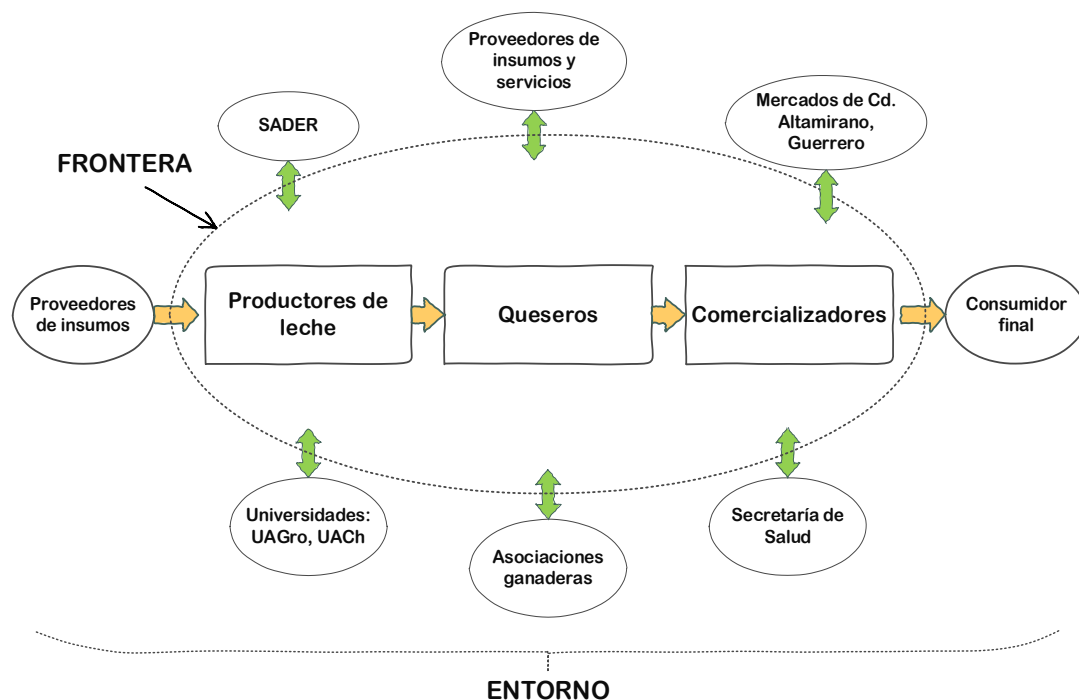 Proveedores de
insumos y
servicios
SADER
Mercados de Cd.
Altamirano,
Guerrero
FRONTERA
Proveedores
de insumos
Productores de
leche
Queseros
Comercializadores
Consumidor
final
Universidades:
UAGro, UACh
Asociaciones
ganaderas
Secretaría de
Salud
ENTORNO